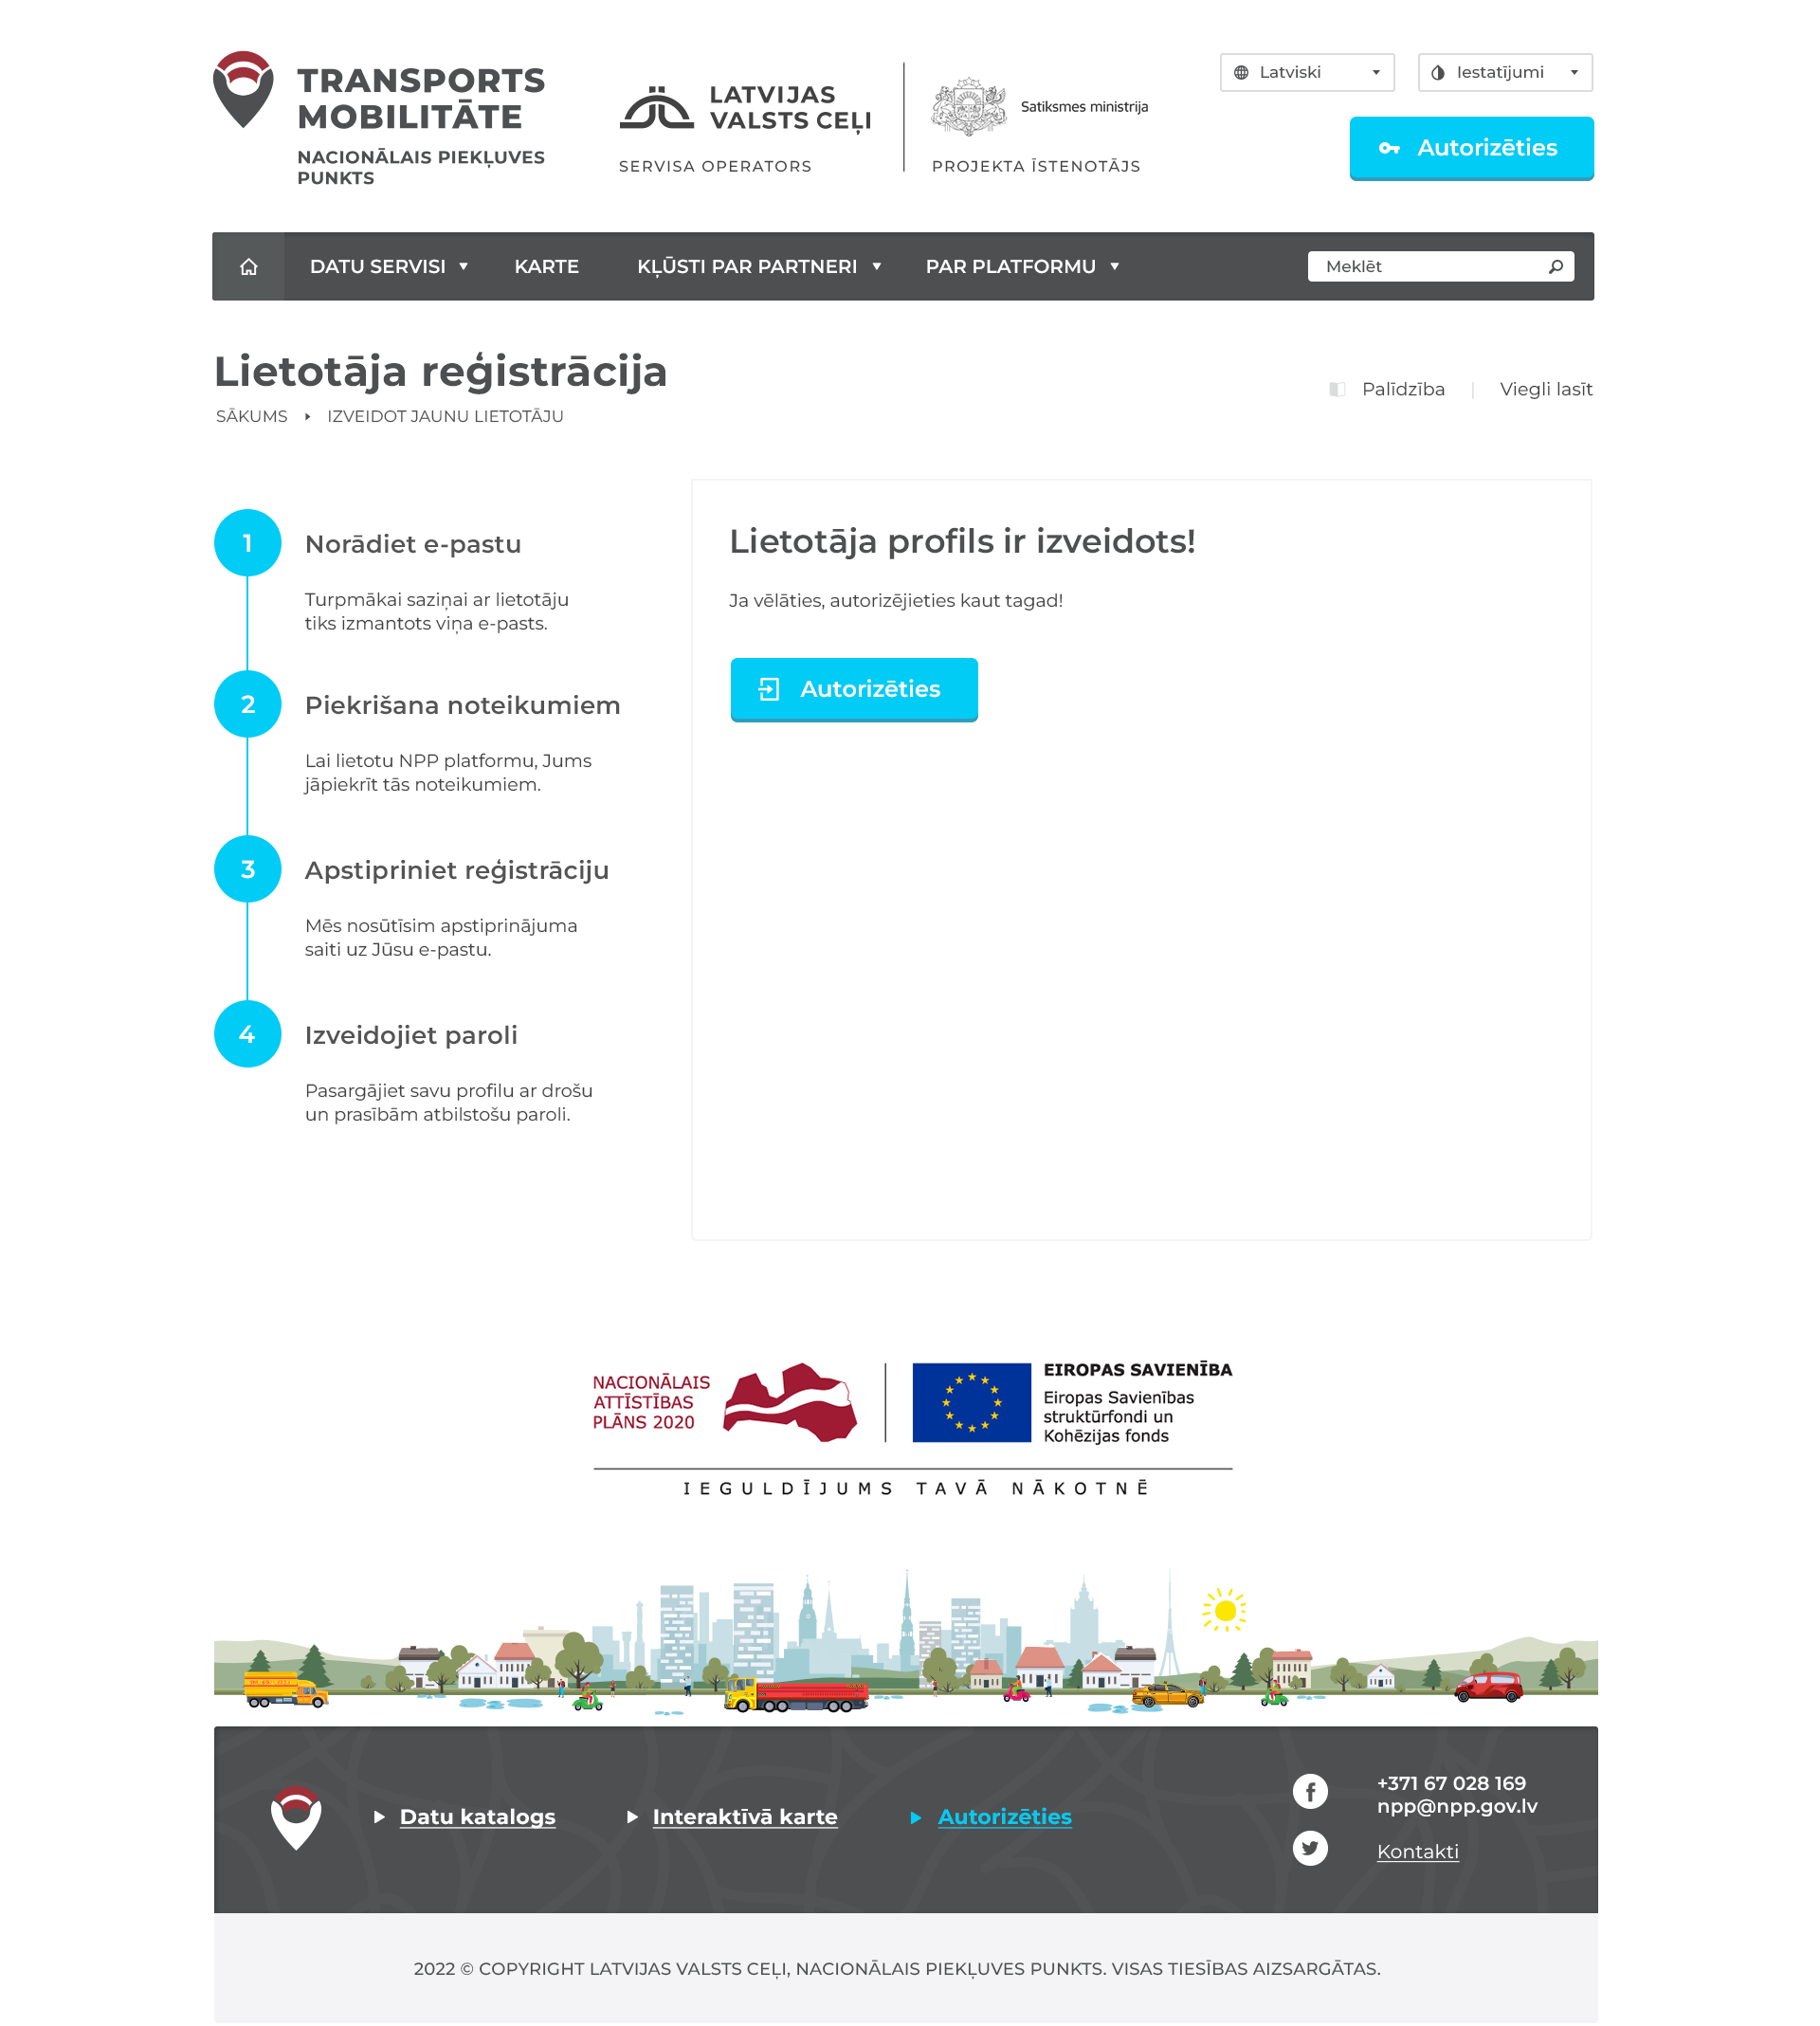 TRANSPORTS
MOBILITĀTE
NACIONĀLAIS PIEKĻUVES
PUNKTS
LATVIJAS
VALSTS CEĻI
SERVISA OPERATORS
Satiksmes ministrija
PROJEKTA ĪSTENOTĀJS
Latviski
Iestatījumi
Autorizēties
DATU SERVISI
KARTE
KĻŪSTI PAR PARTNERI
PAR PLATFORMU
Meklēt
Lietotāja reģistrācija
SĀKUMS
IZVEIDOT JAUNU LIETOTĀJU
Palīdzība
Viegli lasīt
1
Norādiet e-pastu
Turpmākai saziņai ar lietotāju
tiks izmantots viņa e-pasts.
2
Piekrišana noteikumiem
Lai lietotu NPP platformu, Jums
jāpiekrīt tās noteikumiem.
3
Apstipriniet reģistrāciju
Mēs nosūtīsim apstiprinājuma
saiti uz Jūsu e-pastu.
4
Izveidojiet paroli
Pasargājiet savu profilu ar drošu
un prasībām atbilstošu paroli.
Lietotāja profils ir izveidots!
Ja vēlāties, autorizējieties kaut tagad!
Autorizēties
NACIONĀLAIS
ATTĪSTĪBAS
PLĀNS 2020
EIROPAS SAVIENĪBA
Eiropas Savienības
struktūrfondi un
Kohēzijas fonds
IEGULDĪJUMS TAVĀ NĀKOTNĒ
Datu katalogs
Interaktīvā karte
Autorizēties
+371 67 028 169
npp@npp.gov.lv
Kontakti
2022 © COPYRIGHT LATVIJAS VALSTS CEĻI, NACIONĀLAIS PIEKĻUVES PUNKTS. VISAS TIESĪBAS AIZSARGĀTAS.